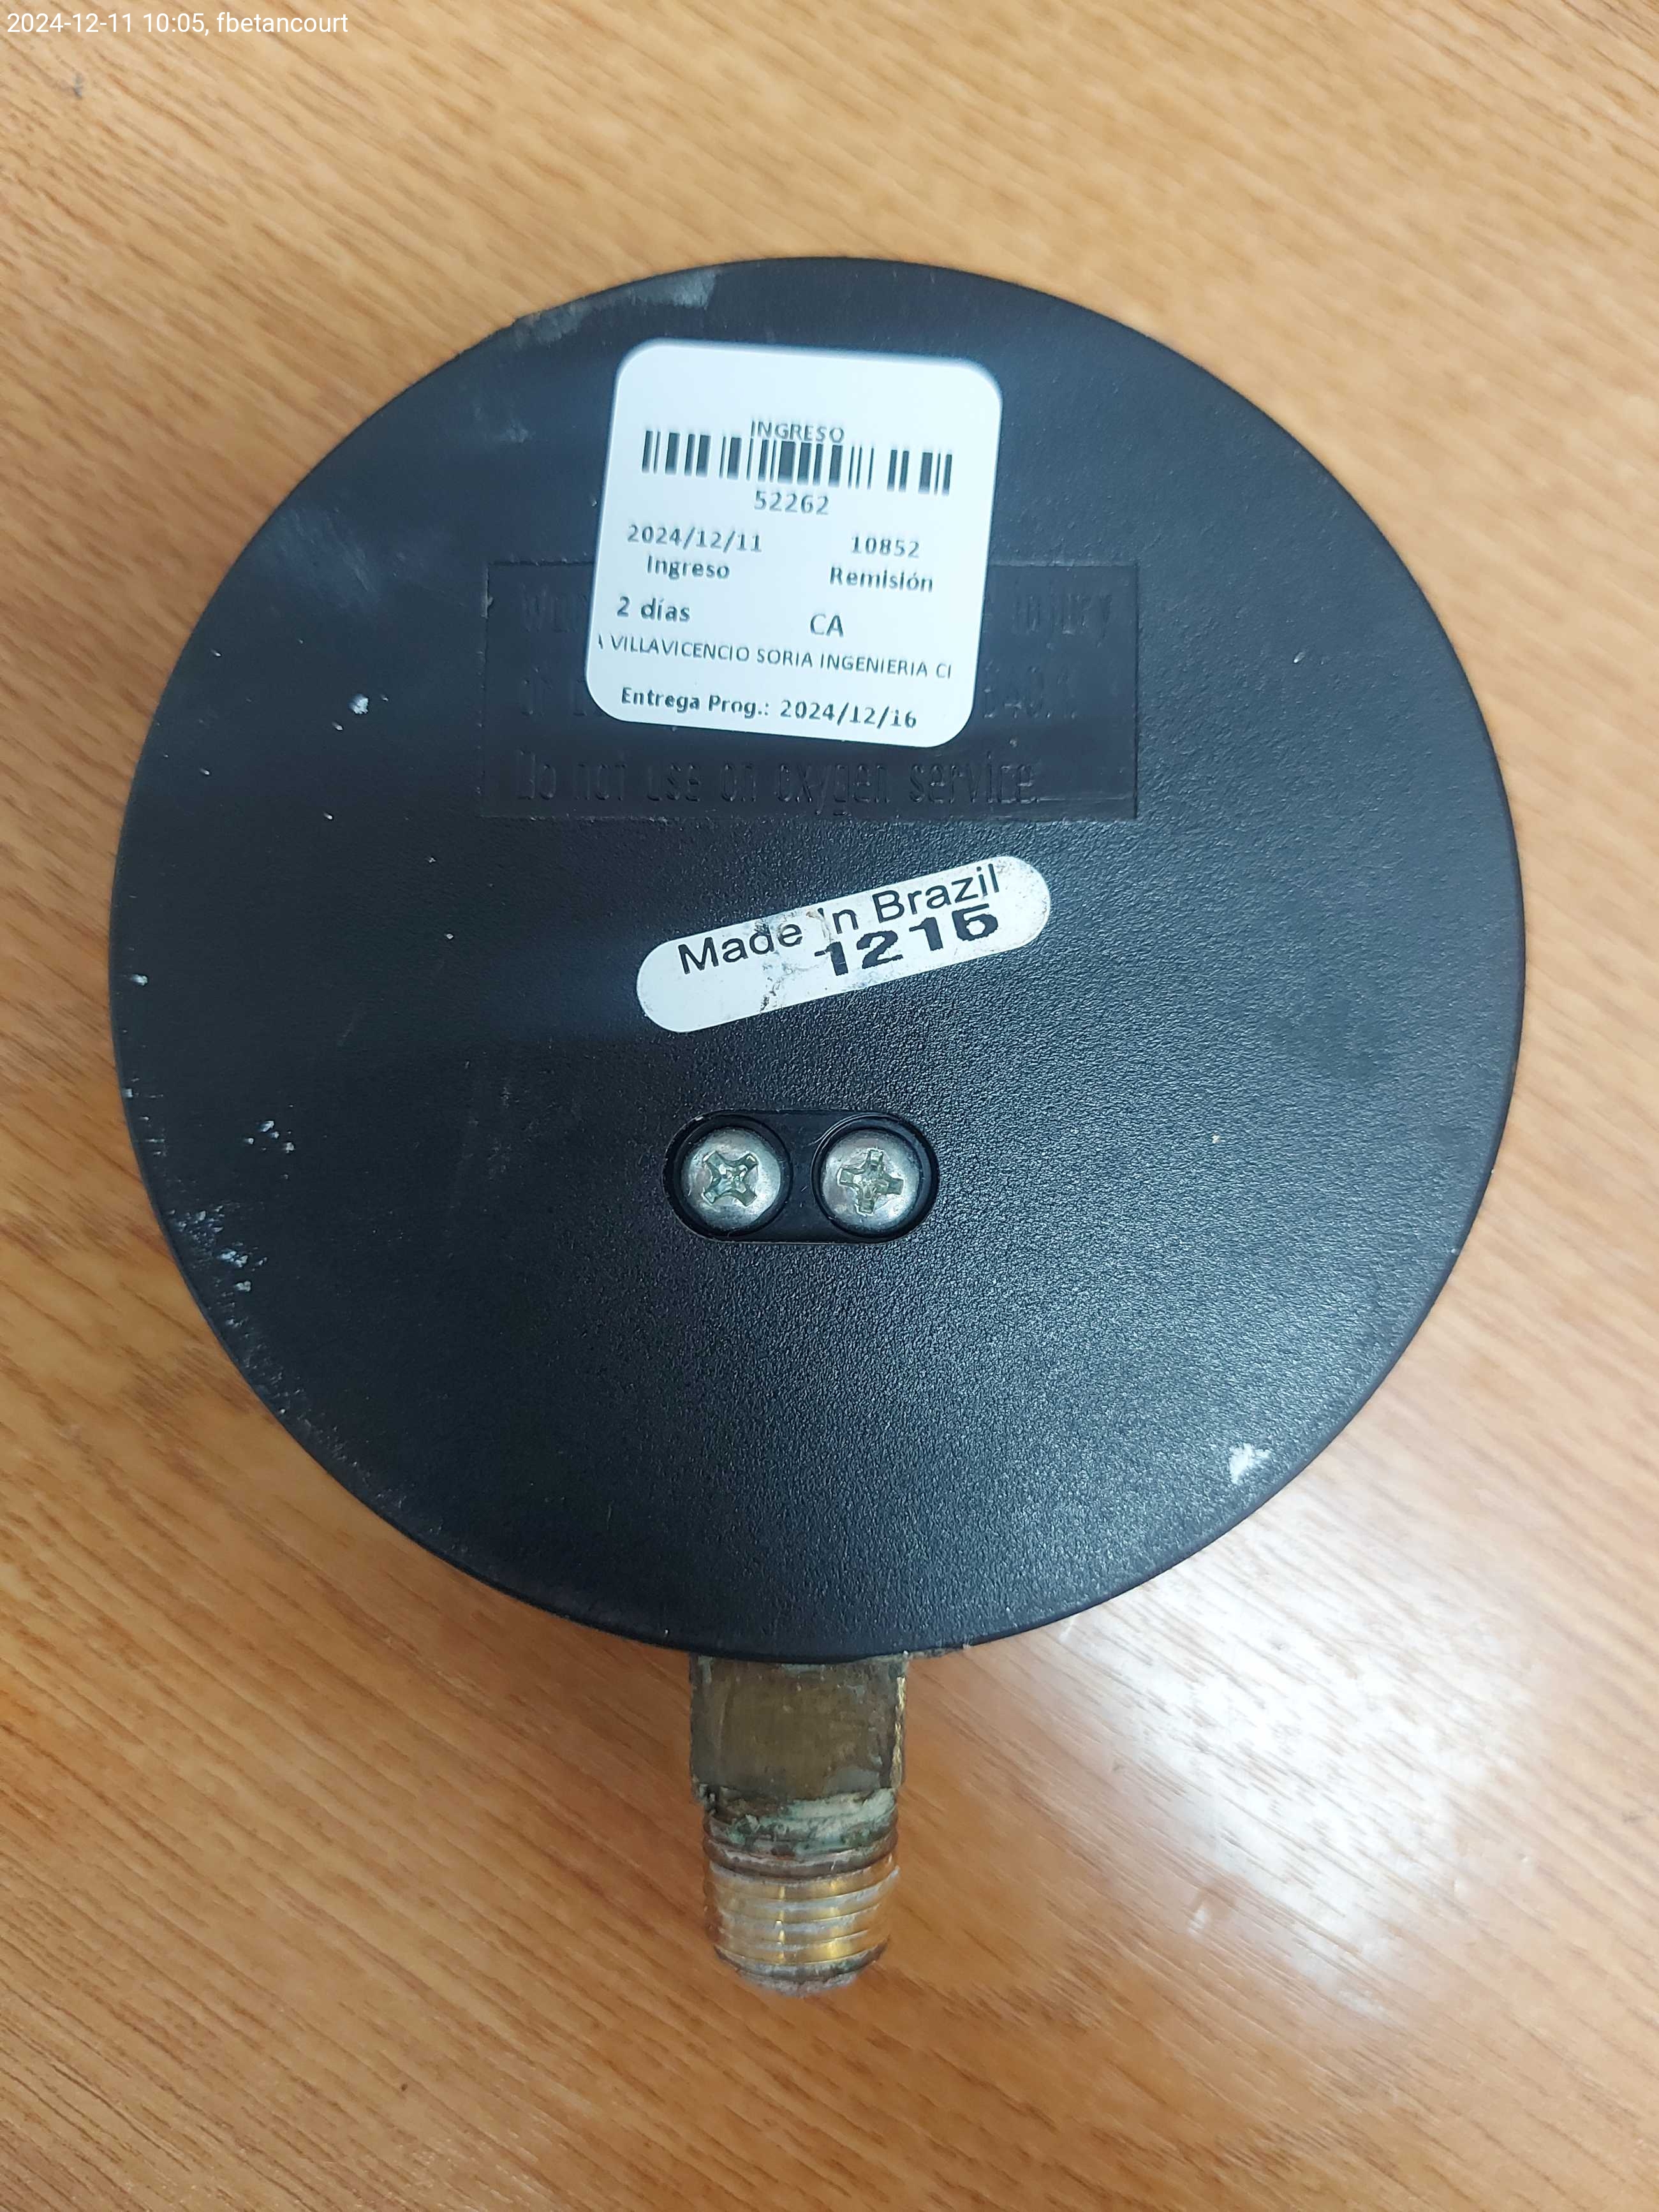 2024-12-11 10:05, fbetancourt
INGRESO
52262
2024/12/11 10852
Ingreso Remisión
2 días CA
VILLAVICENCIO SORIA INGENIERIA CI
Entrega Prog.: 2024/12/16
Do not use on oxygen service.
Made In Brazil
1215